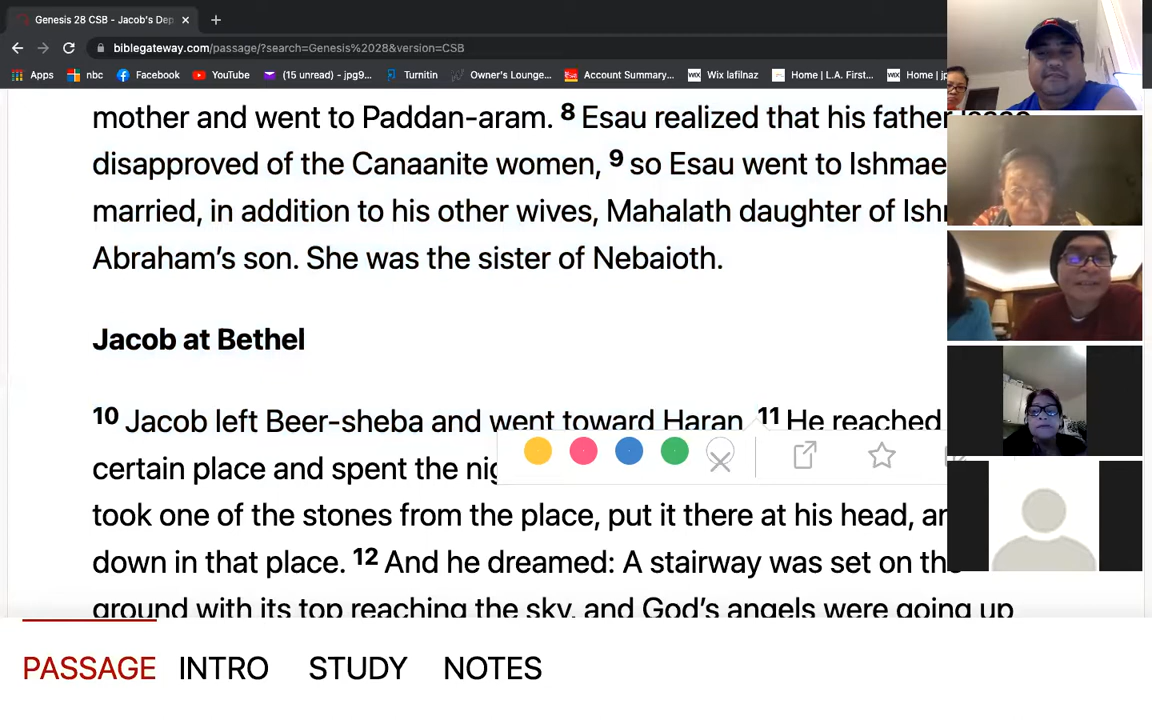 Genesis 28 CSB - Jacob's Dep
biblegateway.com/passage/?search=Genesis%2028&version=CSB
Apps nbc Facebook YouTube (15 unread) - jpg9... Turnitin Owner's Lounge... Account Summary... Wix lafilnaz Home | L.A. First... Home | j
mother and went to Paddan-aram. 8 Esau realized that his father
disapproved of the Canaanite women, 9 so Esau went to Ishmae
married, in addition to his other wives, Mahalath daughter of Ish
Abraham's son. She was the sister of Nebaioth.
Jacob at Bethel
10 Jacob left Beer-sheba and went toward Haran 11 He reached
certain place and spent the nig
took one of the stones from the place, put it there at his head, a
down in that place. 12 And he dreamed: A stairway was set on the
ground with its top reaching the sky, and God's angels were going up
PASSAGE INTRO STUDY NOTES